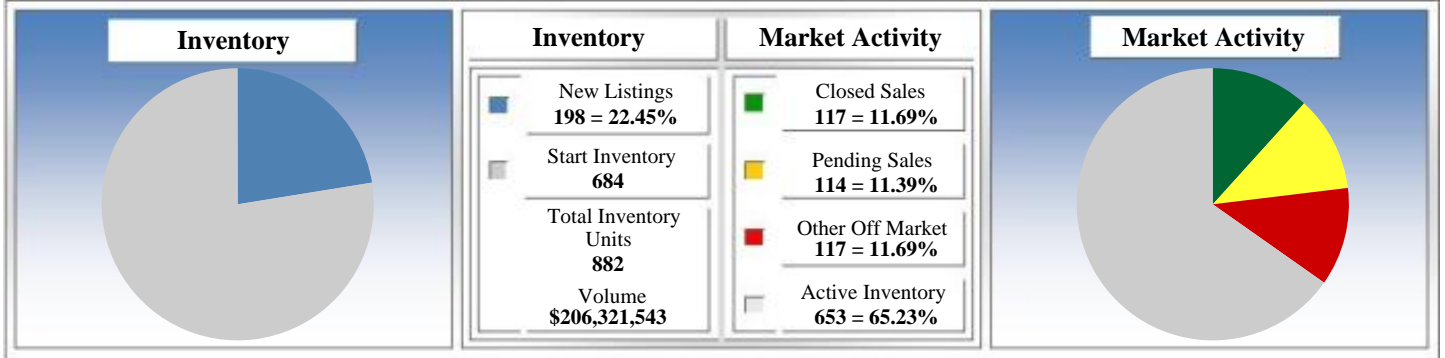 Inventory
Inventory
Market Activity
Market Activity
New Listings
198 = 22.45%
Start Inventory
684
Total Inventory
Units
882
Volume
$206,321,543
Closed Sales
117 = 11.69%
Pending Sales
114 = 11.39%
Other Off Market
117 = 11.69%
Active Inventory
653 = 65.23%